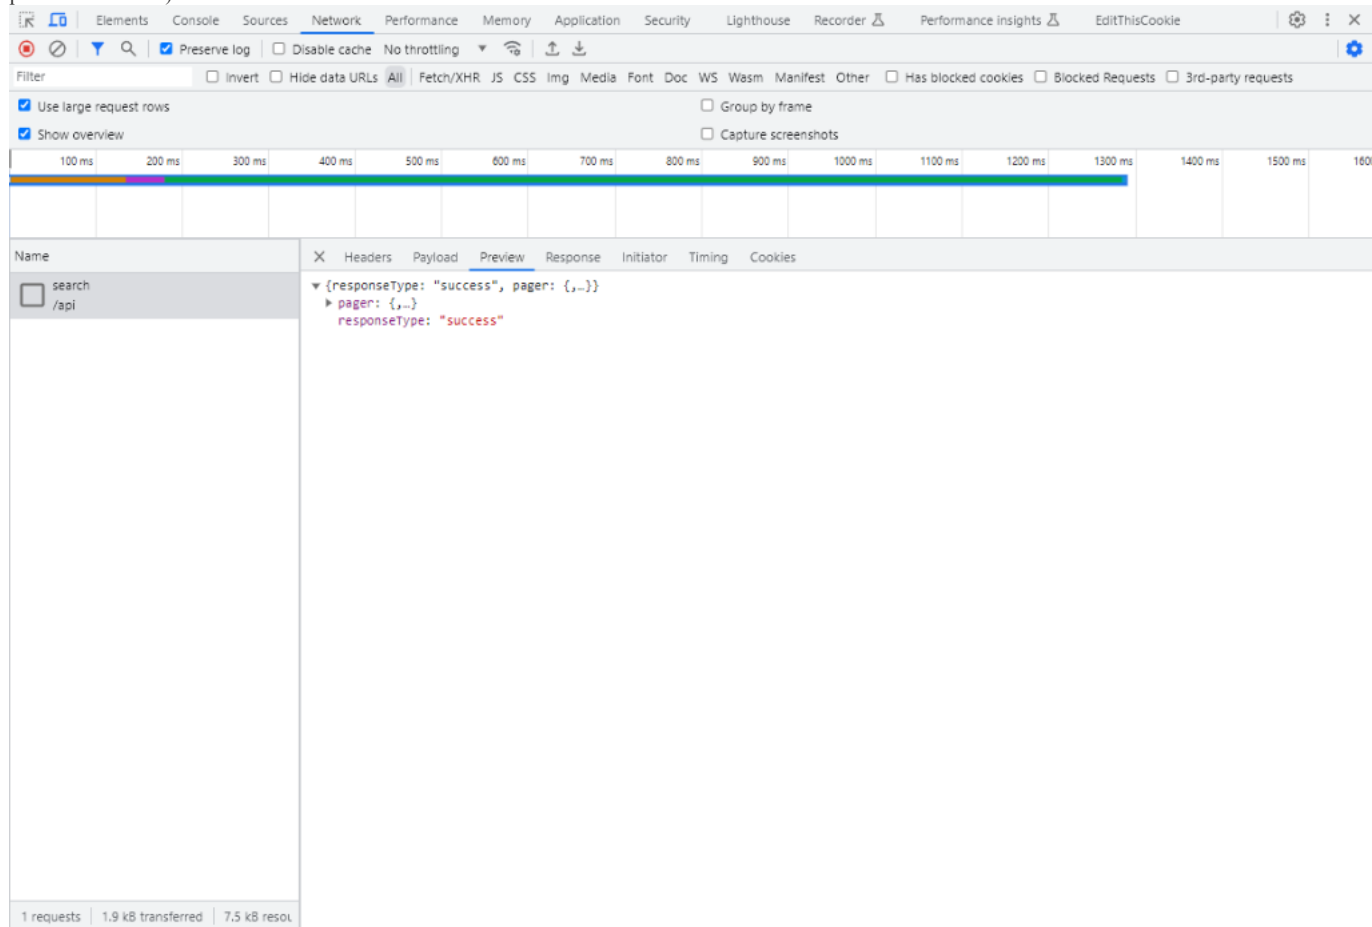 Elements Console Sources Network Performance Memory Application Security Lighthouse Recorder Performance insights EditThisCookie
Preserve log Disable cache No throttling
Filter Invert Hide data URLs All Fetch/XHR JS CSS Img Media Font Doc WS Wasm Manifest Other Has blocked cookies Blocked Requests 3rd-party requests
Use large request rows Group by frame
Show overview Capture screenshots
100 ms 200 ms 300 ms 400 ms 500 ms 600 ms 700 ms 800 ms 900 ms 1000 ms 1100 ms 1200 ms 1300 ms 1400 ms 1500 ms 160
Name
Headers Payload Preview Response Initiator Timing Cookies
search
/api
{responseType: "success", pager: {,…}}
pager: {,…}
responseType: "success"
1 requests 1.9 kB transferred 7.5 kB resou